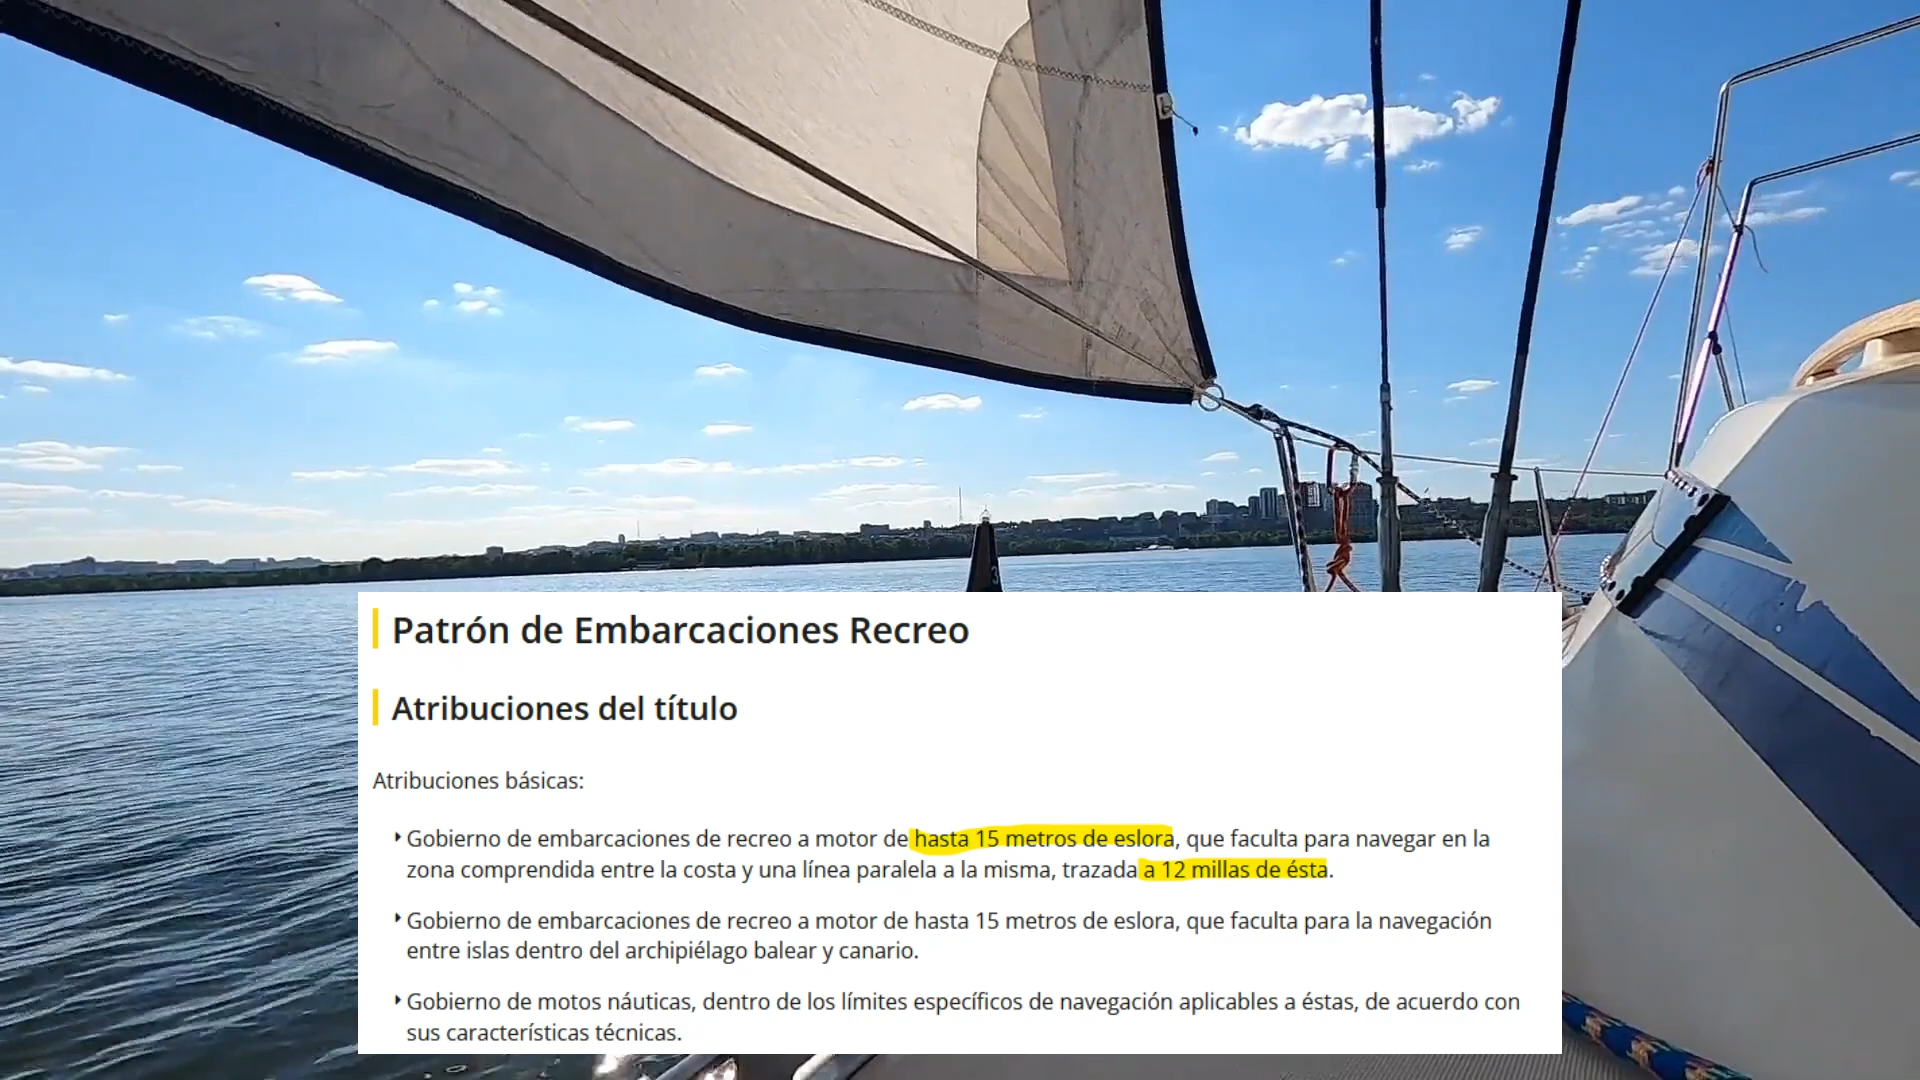 3
Patrón de Embarcaciones Recreo
Atribuciones del título
Atribuciones básicas:
Gobierno de embarcaciones de recreo a motor de hasta 15 metros de eslora, que faculta para navegar en la
zona comprendida entre la costa y una línea paralela a la misma, trazada a 12 millas de ésta.
Gobierno de embarcaciones de recreo a motor de hasta 15 metros de eslora, que faculta para la navegación
entre islas dentro del archipiélago balear y canario.
Gobierno de motos náuticas, dentro de los límites específicos de navegación aplicables a éstas, de acuerdo con
sus características técnicas.